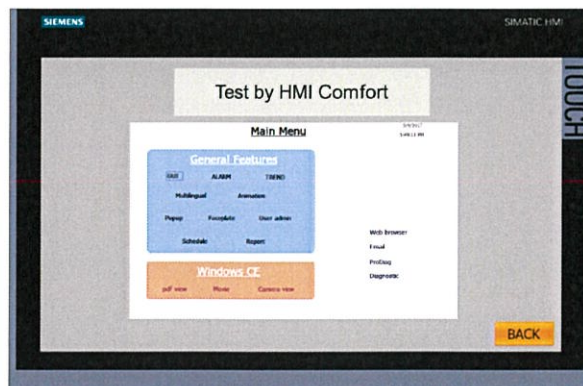 SIEMENS
SIMATIC HMI
TOUCH
Test by HMI Comfort
Main Menu
General Features
ALARM
TREND
Multilingual
Animation
Popup
Faceplate
User admin
Schedule
Report
Web browser
Email
ProDiag
Diagnostic
Windows CE
pdf view
Movie
Camera view
BACK